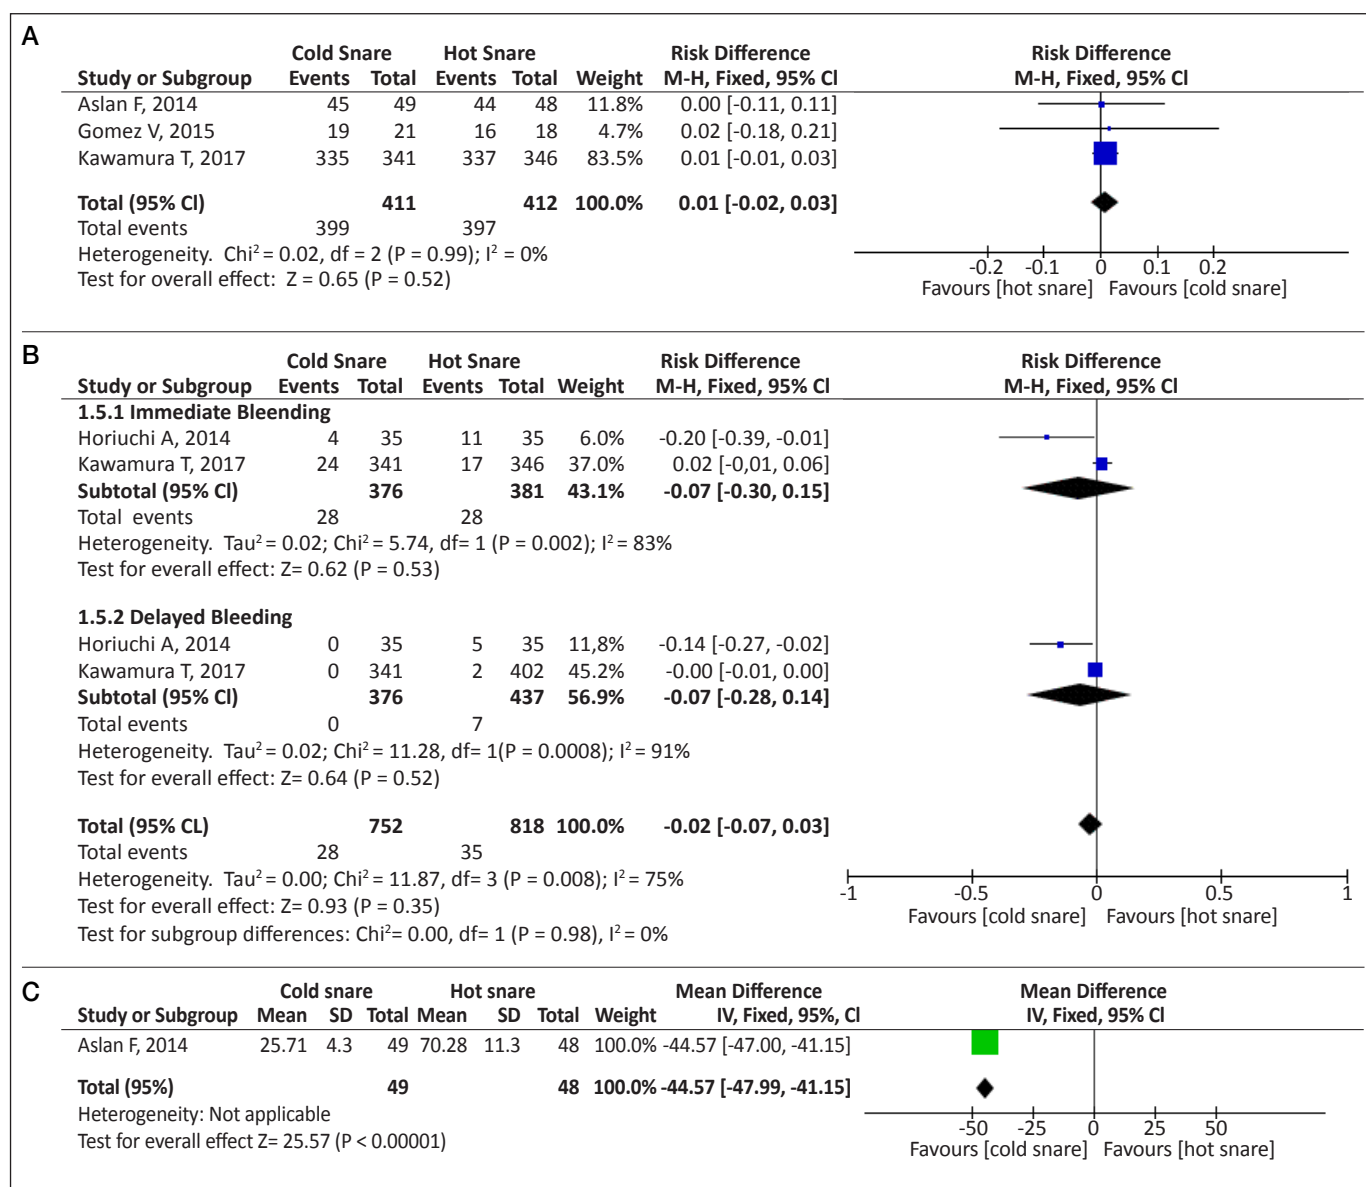 A
Cold Snare Hot Snare Risk Difference Risk Difference
Study or Subgroup Events Total Events Total Weight M-H, Fixed, 95% Cl M-H, Fixed, 95% Cl
Aslan F, 2014 45 49 44 48 11.8% 0.00 [-0.11, 0.11]
Gomez V, 2015 19 21 16 18 4.7% 0.02 [-0.18, 0.21]
Kawamura T, 2017 335 341 337 346 83.5% 0.01 [-0.01, 0.03]
Total (95% Cl) 411 412 100.0% 0.01 [-0.02, 0.03]
Total events 399 397
Heterogeneity. Chi² = 0.02, df = 2 (P = 0.99); I² = 0%
Test for overall effect: Z = 0.65 (P = 0.52)
-0.2 -0.1 0 0.1 0.2
Favours [hot snare] Favours [cold snare]
B
Cold Snare Hot Snare Risk Difference Risk Difference
Study or Subgroup Events Total Events Total Weight M-H, Fixed, 95% Cl M-H, Fixed, 95% Cl
1.5.1 Immediate Bleending
Horiuchi A, 2014 4 35 11 35 6.0% -0.20 [-0.39, -0.01]
Kawamura T, 2017 24 341 17 346 37.0% 0.02 [-0,01, 0.06]
Subtotal (95% Cl) 376 381 43.1% -0.07 [-0.30, 0.15]
Total events 28 28
Heterogeneity. Tau² = 0.02; Chi² = 5.74, df= 1 (P = 0.002); I² = 83%
Test for everall effect: Z= 0.62 (P = 0.53)
1.5.2 Delayed Bleeding
Horiuchi A, 2014 0 35 5 35 11,8% -0.14 [-0.27, -0.02]
Kawamura T, 2017 0 341 2 402 45.2% -0.00 [-0.01, 0.00]
Subtotal (95% Cl) 376 437 56.9% -0.07 [-0.28, 0.14]
Total events 0 7
Heterogeneity. Tau² = 0.02; Chi² = 11.28, df= 1(P = 0.0008); I² = 91%
Test for everall effect: Z= 0.64 (P = 0.52)
Total (95% CL) 752 818 100.0% -0.02 [-0.07, 0.03]
Total events 28 35
Heterogeneity. Tau² = 0.00; Chi² = 11.87, df= 3 (P = 0.008); I² = 75%
Test for everall effect: Z= 0.93 (P = 0.35)
Test for subgroup differences: Chi²= 0.00, df= 1 (P = 0.98), I² = 0%
-1 -0.5 0 0.5 1
Favours [cold snare] Favours [hot snare]
C
Cold snare Hot snare Mean Difference Mean Difference
Study or Subgroup Mean SD Total Mean SD Total Weight IV, Fixed, 95%, Cl IV, Fixed, 95% Cl
Aslan F, 2014 25.71 4.3 49 70.28 11.3 48 100.0% -44.57 [-47.00, -41.15]
Total (95%) 49 48 100.0% -44.57 [-47.99, -41.15]
Heterogeneity: Not applicable
Test for everall effect Z= 25.57 (P < 0.00001)
-50 -25 0 25 50
Favours [cold snare] Favours [hot snare]